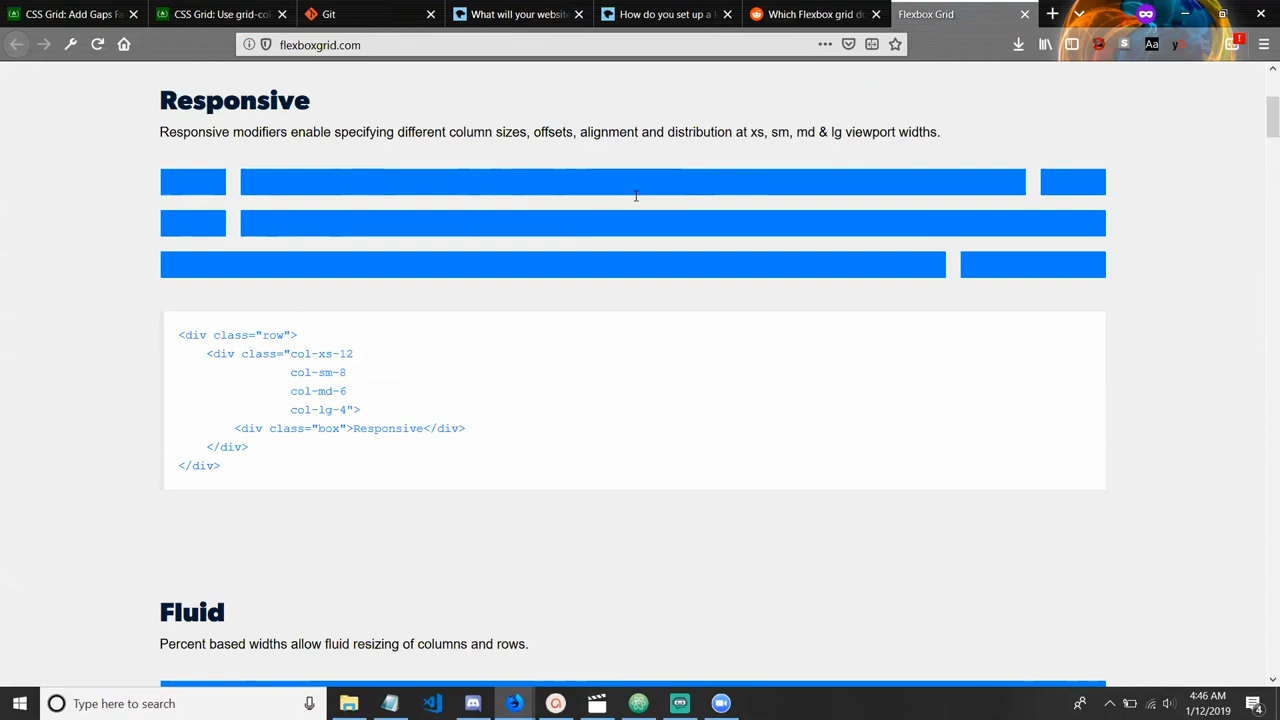 CSS Grid: Add Gaps Fa
CSS Grid: Use grid-col
Git
What will your website
How do you set up a l
Which Flexbox grid do
Flexbox Grid
flexboxgrid.com
Responsive
Responsive modifiers enable specifying different column sizes, offsets, alignment and distribution at xs, sm, md & lg viewport widths.
<div class="row">
<div class="col-xs-12
col-sm-8
col-md-6
col-lg-4">
<div class="box">Responsive</div>
</div>
</div>
Fluid
Percent based widths allow fluid resizing of columns and rows.
Type here to search
4:46 AM
1/12/2019
4